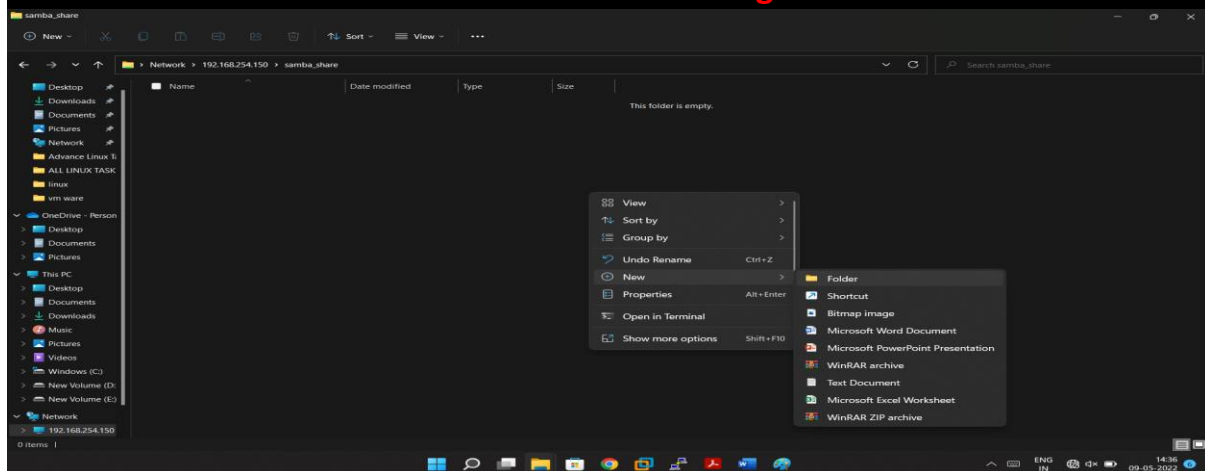 samba_share
New
Sort
View
Network > 192.168.254.150 > samba_share
Search samba_share
Name
Date modified
Type
Size
This folder is empty.
Desktop
Downloads
Documents
Pictures
Network
Advance Linux Ta
ALL LINUX TASK
linux
vm ware
OneDrive - Person
Desktop
Documents
Pictures
This PC
Desktop
Documents
Downloads
Music
Pictures
Videos
Windows (C:)
New Volume (D:
New Volume (E:)
Network
192.168.254.150
0 items
View
Sort by
Group by
Undo Rename Ctrl+Z
New
Properties Alt+Enter
Open in Terminal
Show more options Shift+F10
Folder
Shortcut
Bitmap image
Microsoft Word Document
Microsoft PowerPoint Presentation
WinRAR archive
Text Document
Microsoft Excel Worksheet
WinRAR ZIP archive
ENG
IN
14:36
09-05-2022